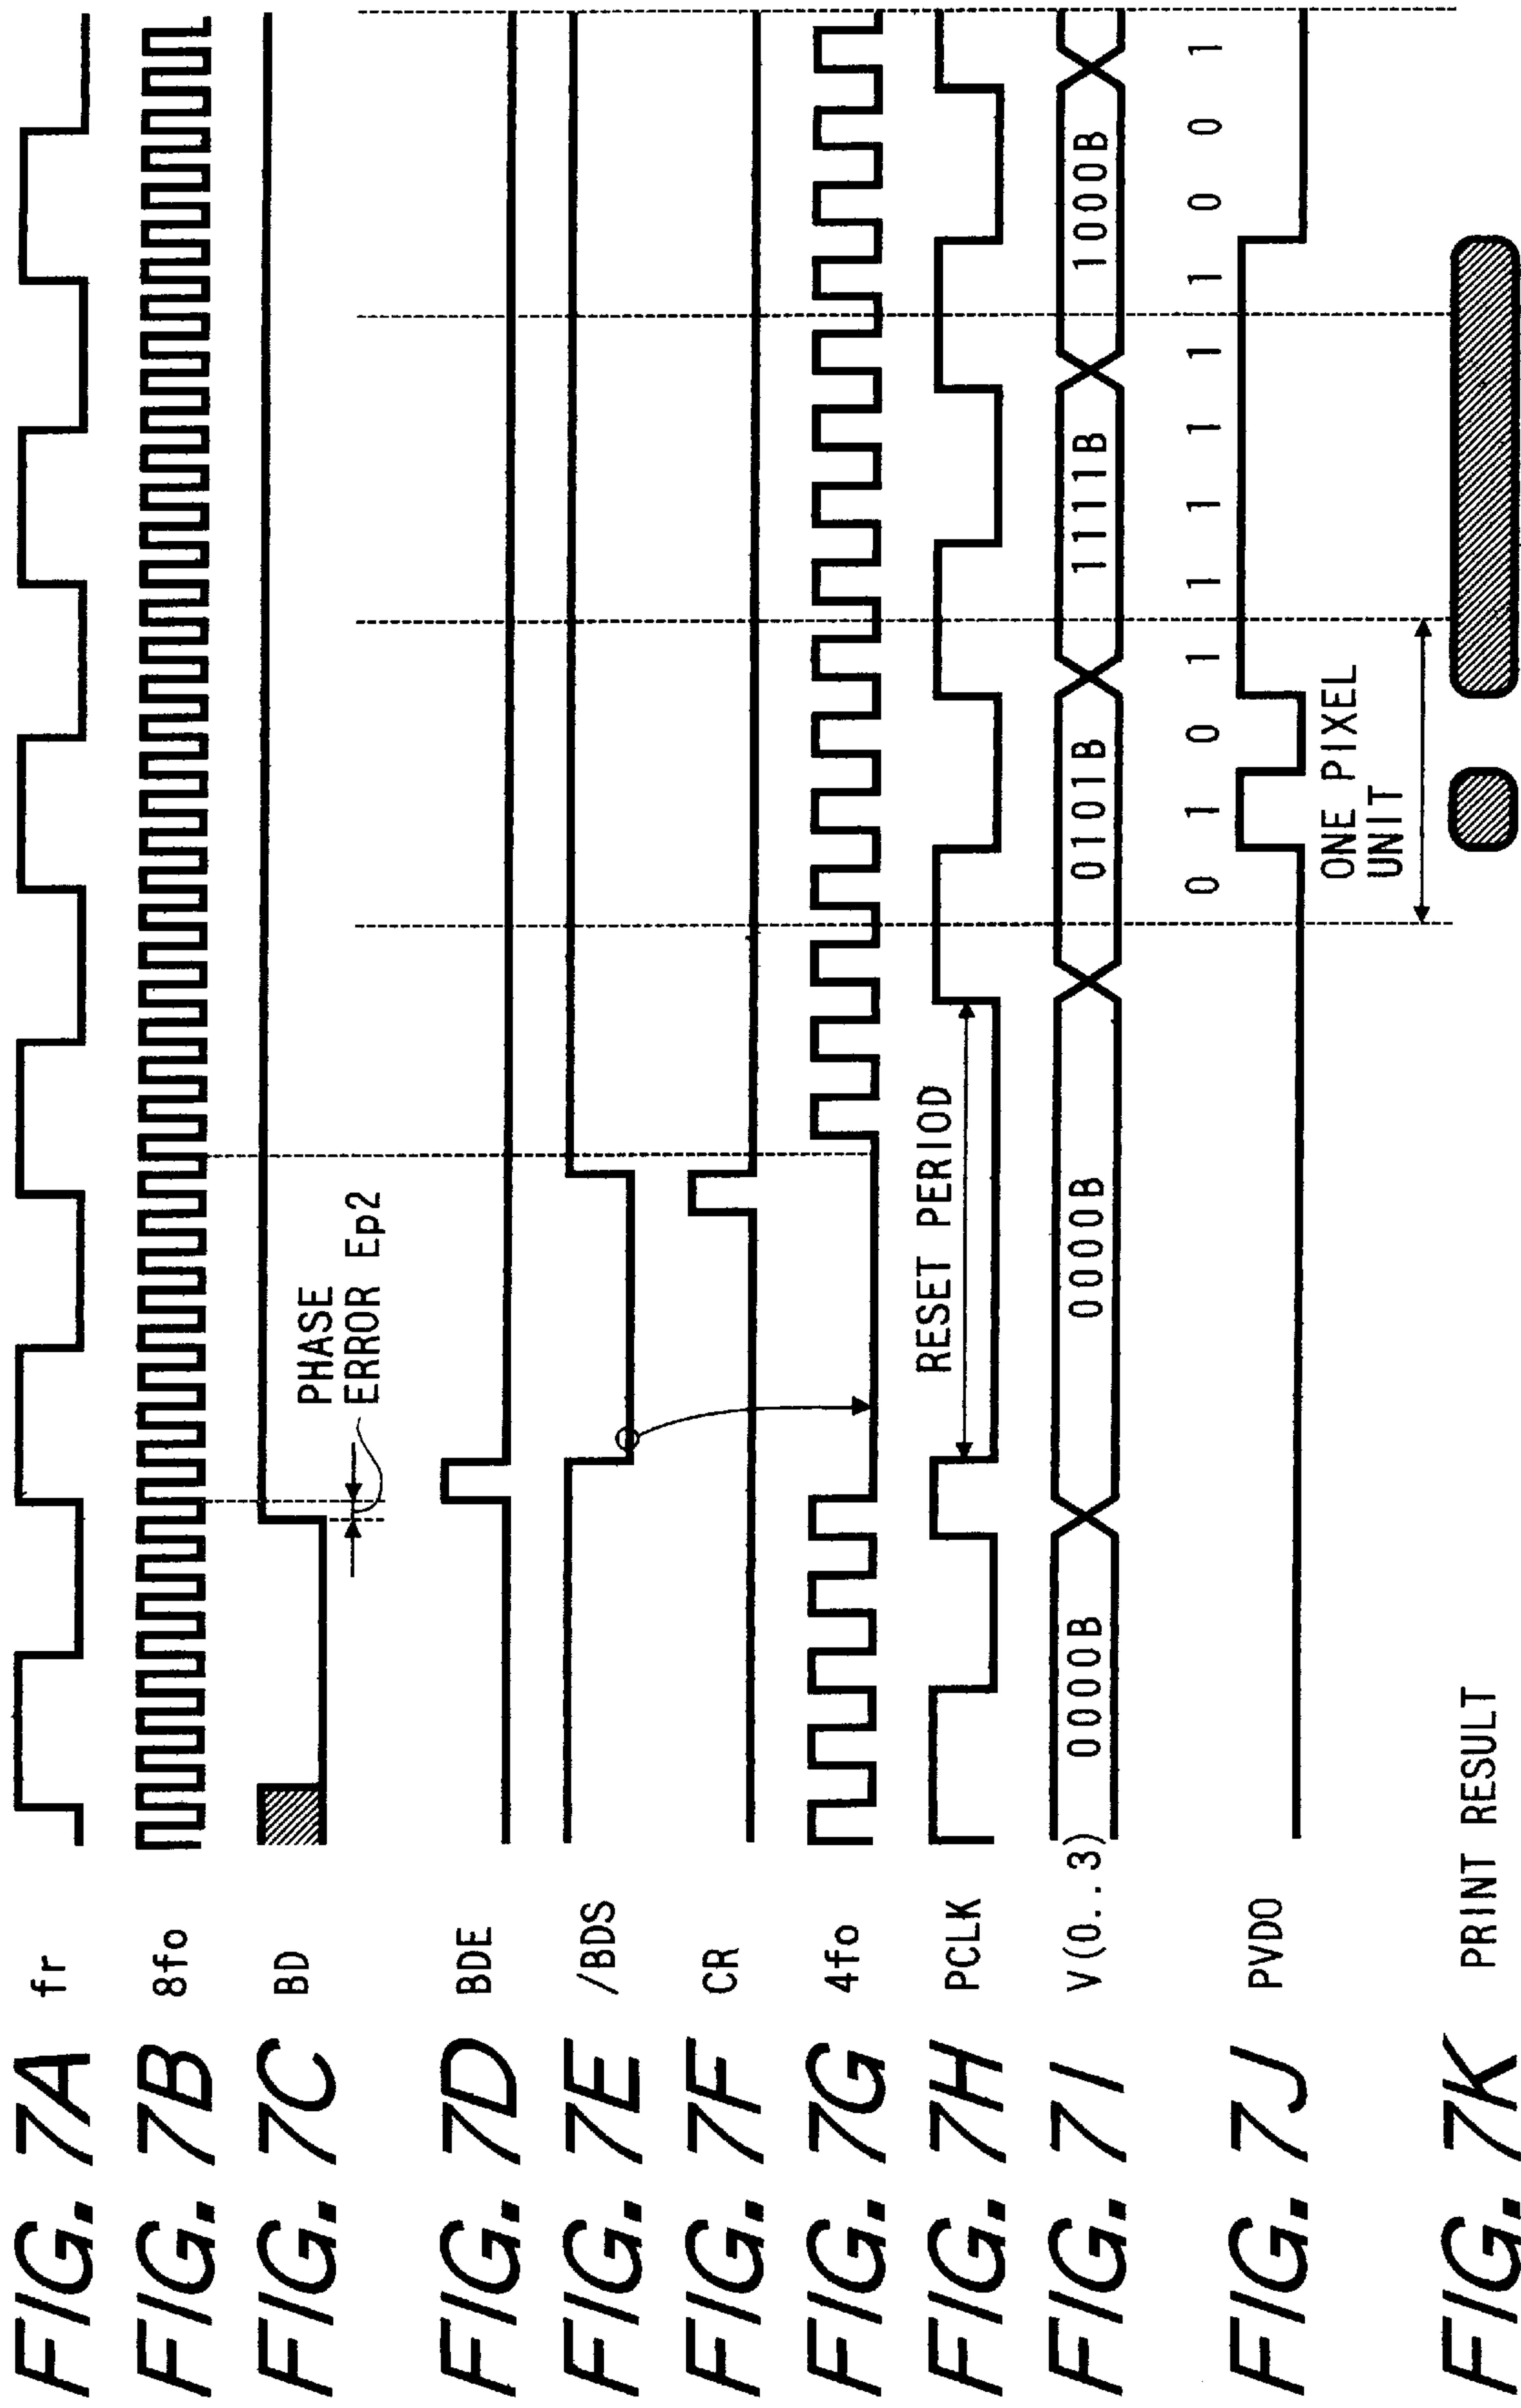 FIG. 7A fr
FIG. 7B 8fo
FIG. 7C BD
PHASE
ERROR Ep2
FIG. 7D BDE
FIG. 7E /BDS
FIG. 7F CR
FIG. 7G 4fo
RESET PERIOD
FIG. 7H PCLK
FIG. 7I V(0..3) 0000B 0000B 0101B 1111B 1000B
0 1 0 1 1 1 1 1 1 0 0 0 1
FIG. 7J PVDO
ONE PIXEL
UNIT
FIG. 7K PRINT RESULT